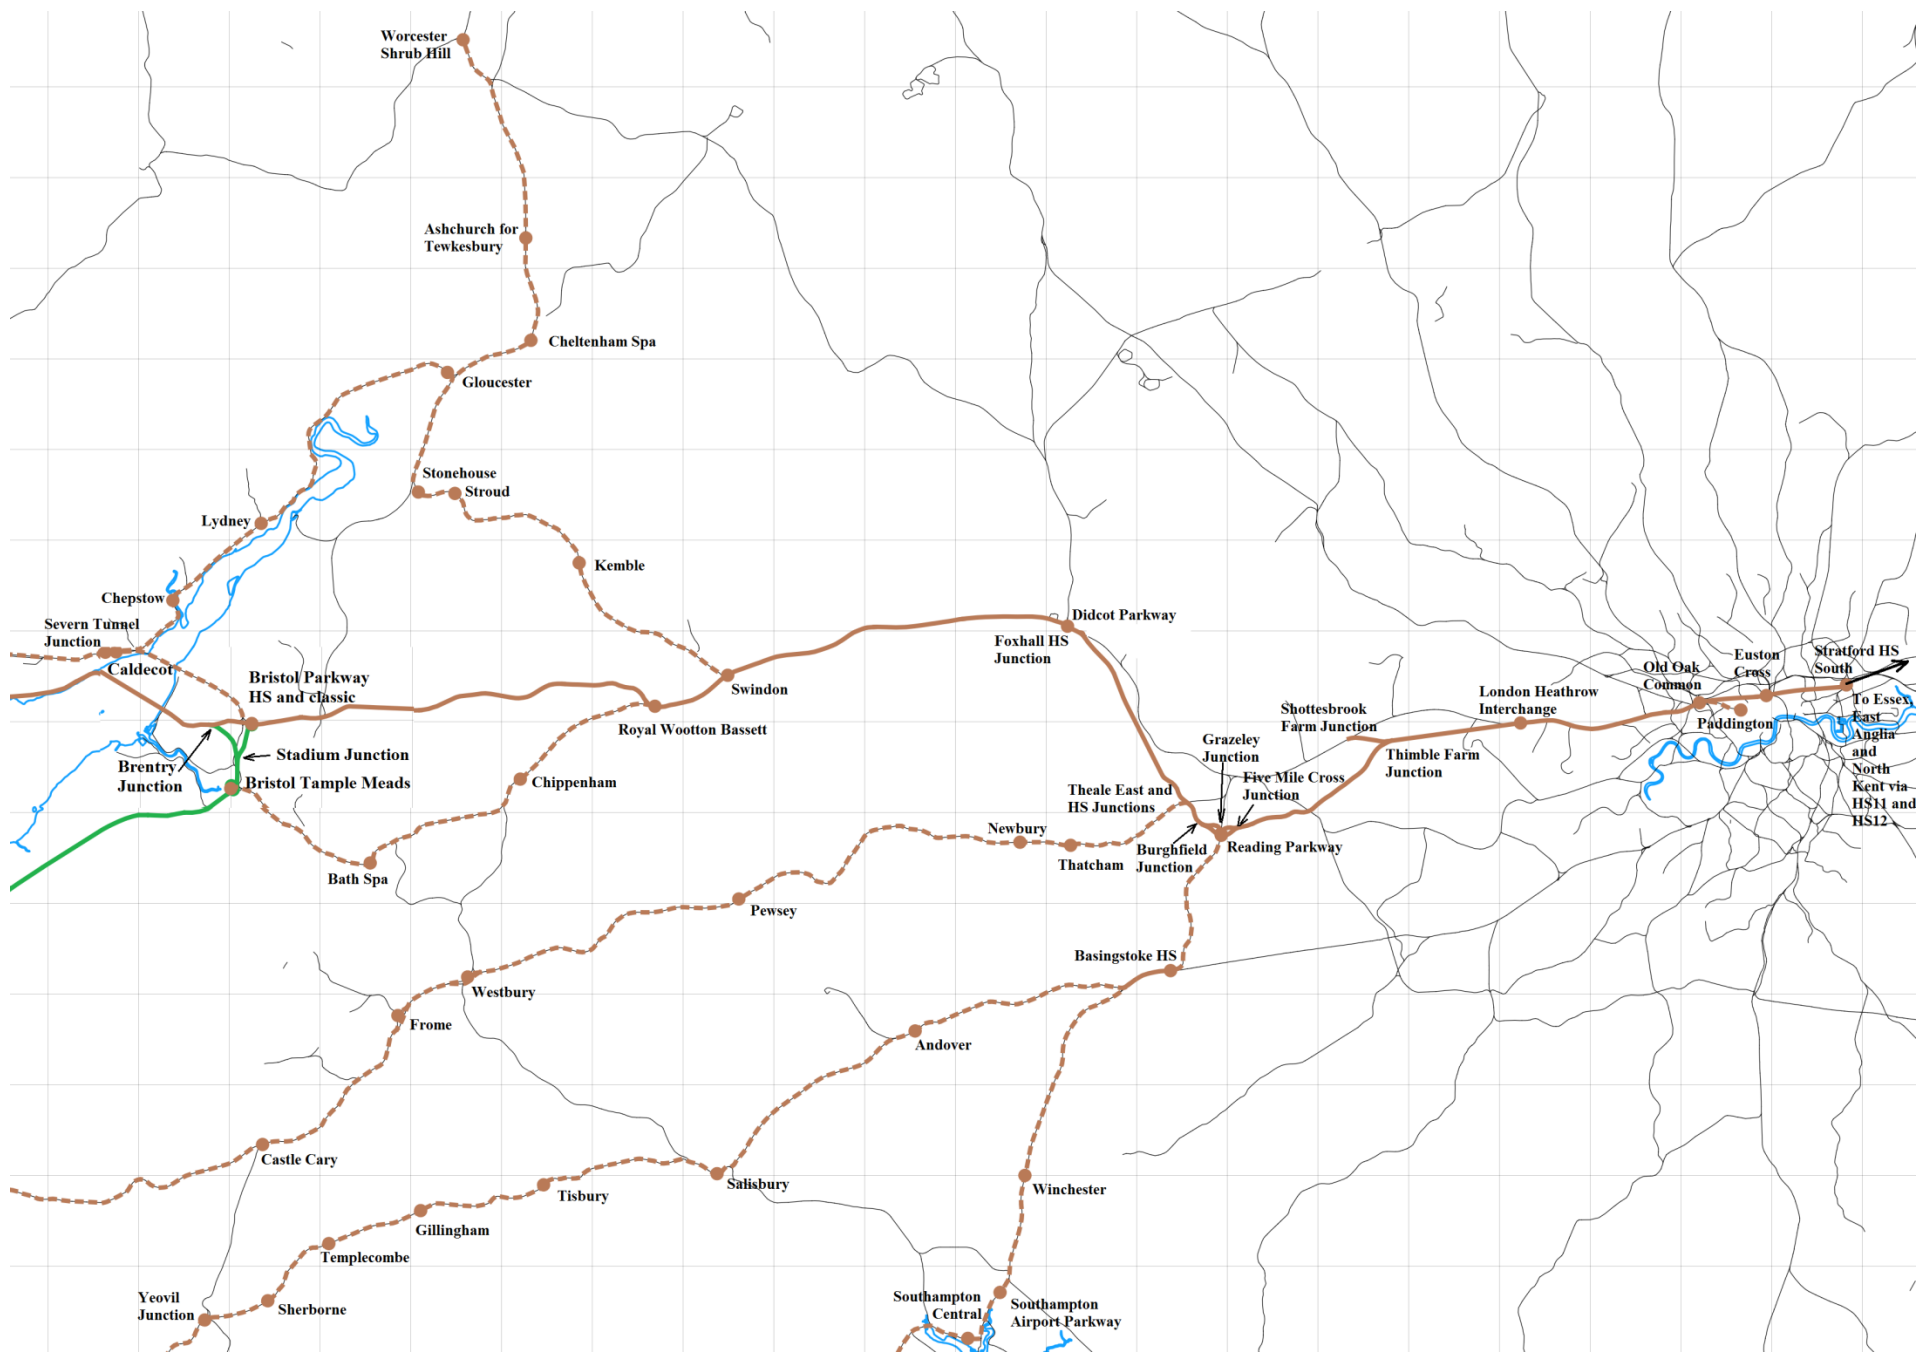 Worcester
Shrub Hill
Ashchurch for
Tewkesbury
Cheltenham Spa
Gloucester
Stonehouse
Stroud
Lydney
Kemble
Chepstow
Severn Tunnel
Junction
Caldecot
Bristol Parkway
HS and classic
Swindon
Royal Wootton Bassett
Didcot Parkway
Foxhall HS
Junction
Stadium Junction
Brentry
Junction
Bristol Tample Meads
Chippenham
Bath Spa
Old Oak
Common
Euston
Cross
Stratford HS
South
London Heathrow
Interchange
Paddington
To Essex,
East
Anglia
and
North
Kent via
HS11 and
HS12
Shottesbrook
Farm Junction
Thimble Farm
Junction
Grazeley
Junction
Five Mile Cross
Junction
Theale East and
HS Junctions
Newbury
Thatcham
Burghfield
Junction
Reading Parkway
Pewsey
Basingstoke HS
Westbury
Frome
Andover
Castle Cary
Salisbury
Winchester
Tisbury
Gillingham
Templecombe
Yeovil
Junction
Sherborne
Southampton
Central
Southampton
Airport Parkway